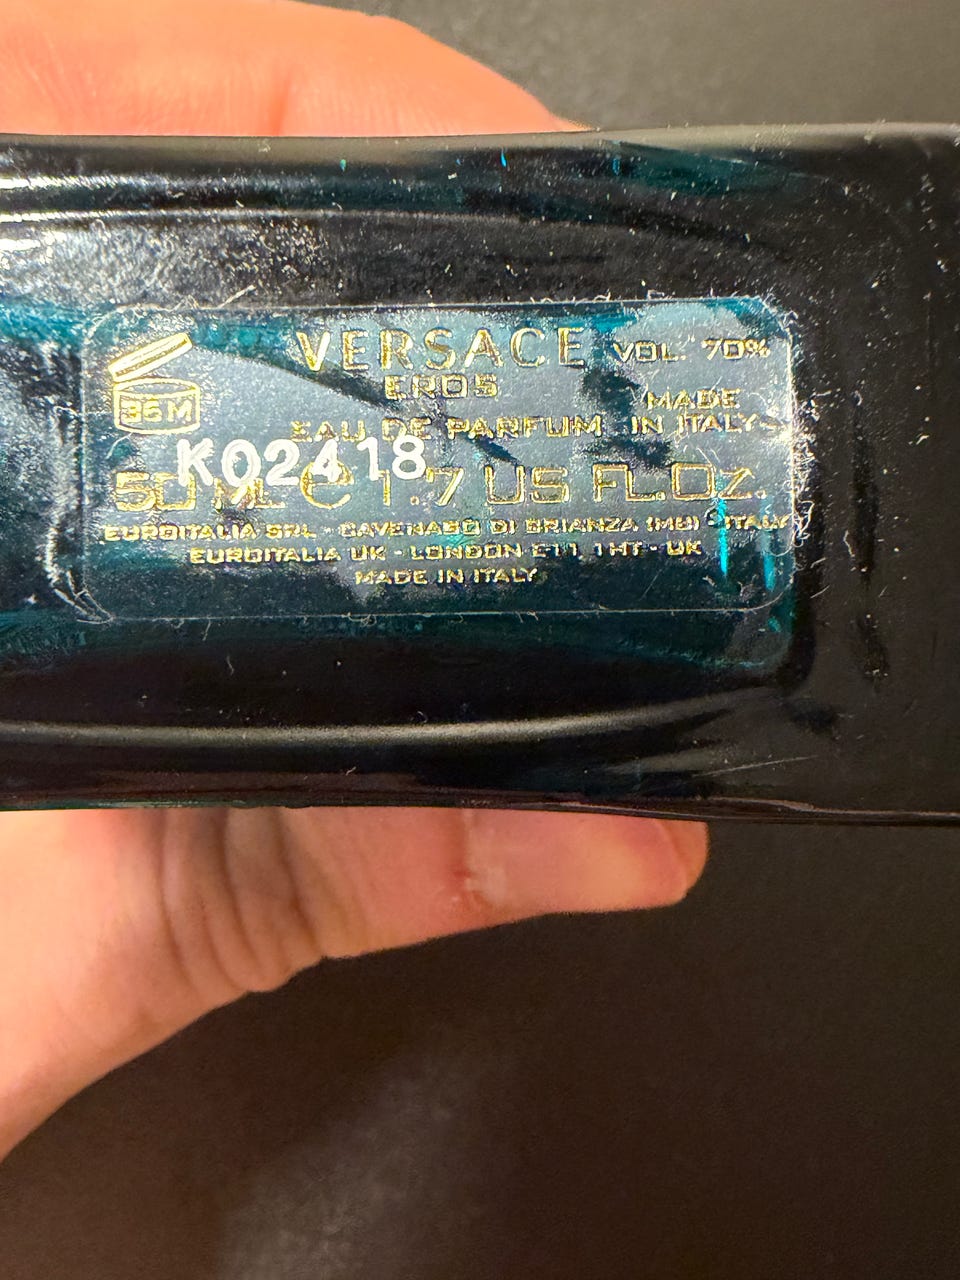 VERSACE VOL. 70%
EROS
MADE
36 M
EAU DE PARFUM IN ITALY
K02418
50 ML e 1.7 US FL.OZ.
EUROITALIA SRL - CAVENAGO DI BRIANZA (MB) - ITALY
EUROITALIA UK - LONDON E11 1HT - UK
MADE IN ITALY